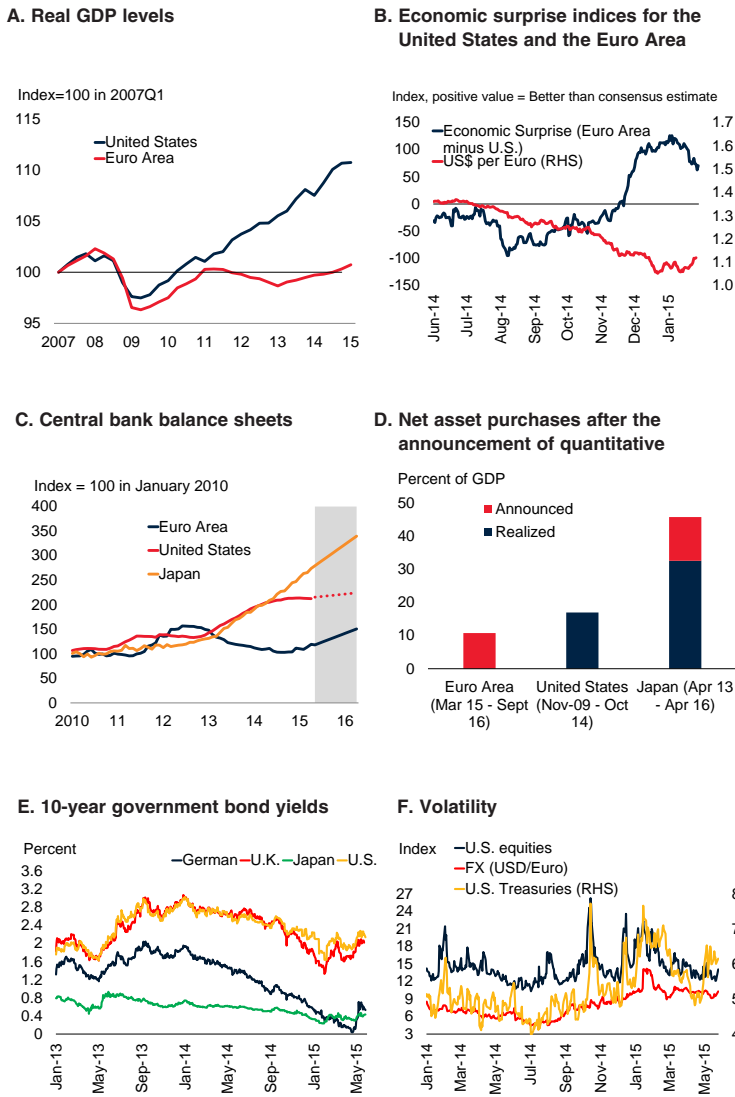 A. Real GDP levels
Index=100 in 2007Q1
115
110
105
100
95
United States
Euro Area
2007 08 09 10 11 12 13 14 15
B. Economic surprise indices for the
United States and the Euro Area
Index, positive value = Better than consensus estimate
150
100
50
0
-50
-100
-150
Economic Surprise (Euro Area
minus U.S.)
US$ per Euro (RHS)
1.7
1.6
1.5
1.4
1.3
1.2
1.1
1.0
Jun-14
Jul-14
Aug-14
Sep-14
Oct-14
Nov-14
Dec-14
Jan-15
C. Central bank balance sheets
Index = 100 in January 2010
400
350
300
250
200
150
100
50
0
Euro Area
United States
Japan
2010 11 12 13 14 15 16
D. Net asset purchases after the
announcement of quantitative
Percent of GDP
50
40
30
20
10
0
Announced
Realized
Euro Area
(Mar 15 - Sept
16)
United States
(Nov-09 - Oct
14)
Japan (Apr 13
- Apr 16)
E. 10-year government bond yields
Percent
3.6
3.2
2.8
2.4
2
1.6
1.2
0.8
0.4
0
German U.K. Japan U.S.
Jan-13
May-13
Sep-13
Jan-14
May-14
Sep-14
Jan-15
May-15
F. Volatility
Index
27
24
21
18
15
12
9
6
3
U.S. equities
FX (USD/Euro)
U.S. Treasuries (RHS)
8
7
6
5
4
Jan-14
Mar-14
May-14
Jul-14
Sep-14
Nov-14
Jan-15
Mar-15
May-15